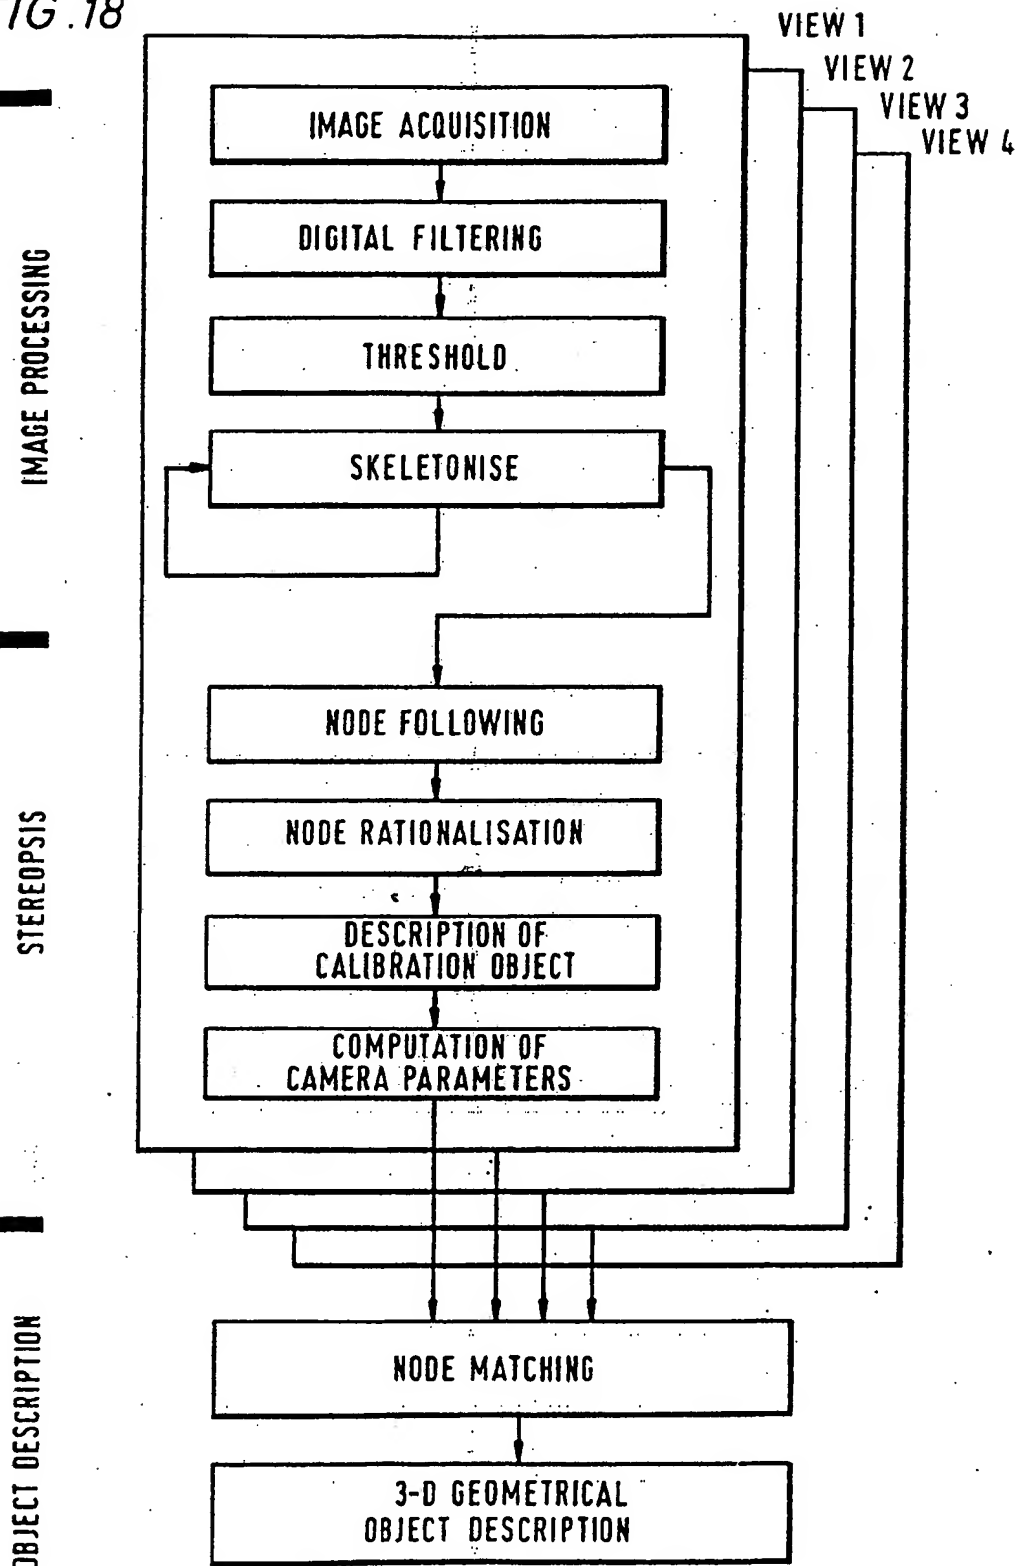 FIG.18
VIEW 1
VIEW 2
VIEW 3
VIEW 4
IMAGE PROCESSING
IMAGE ACQUISITION
DIGITAL FILTERING
THRESHOLD
SKELETONISE
STEREOPSIS
NODE FOLLOWING
NODE RATIONALISATION
DESCRIPTION OF
CALIBRATION OBJECT
COMPUTATION OF
CAMERA PARAMETERS
OBJECT DESCRIPTION
NODE MATCHING
3-D GEOMETRICAL
OBJECT DESCRIPTION